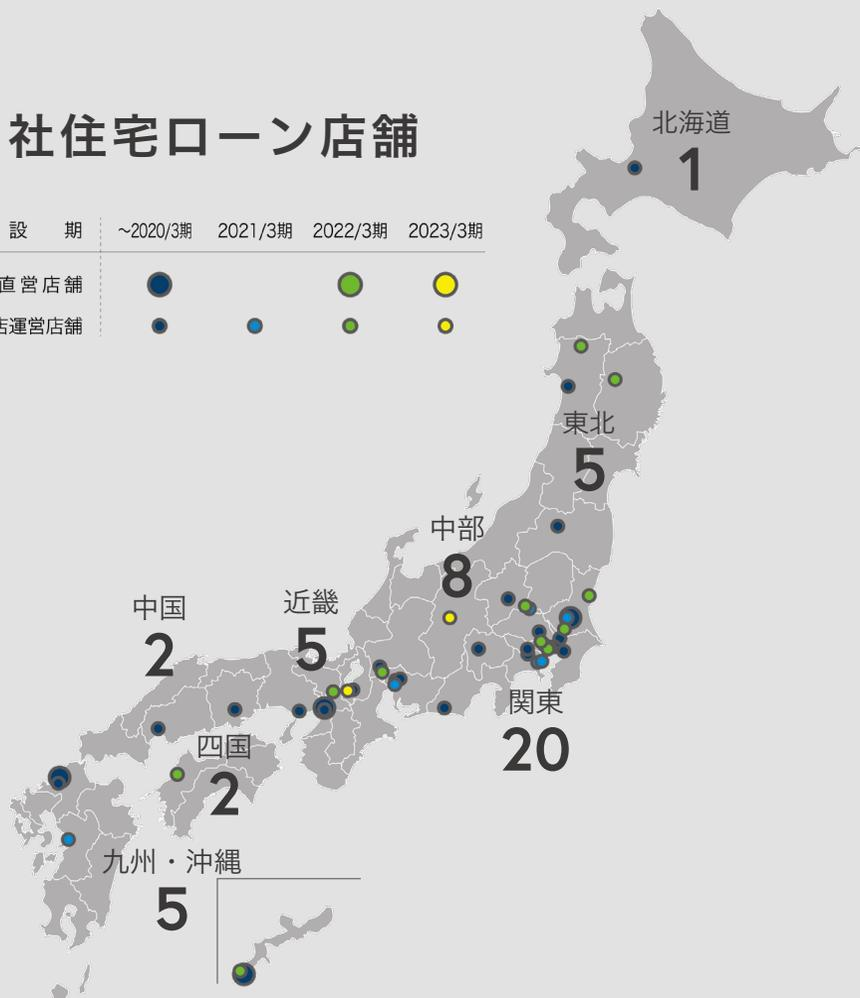 北海道
1
社住宅ローン店舗
設 期 ～2020/3期 2021/3期 2022/3期 2023/3期
直営店舗
店運営店舗
東北
5
中部
8
中国
2
近畿
5
関東
20
四国
2
九州・沖縄
5